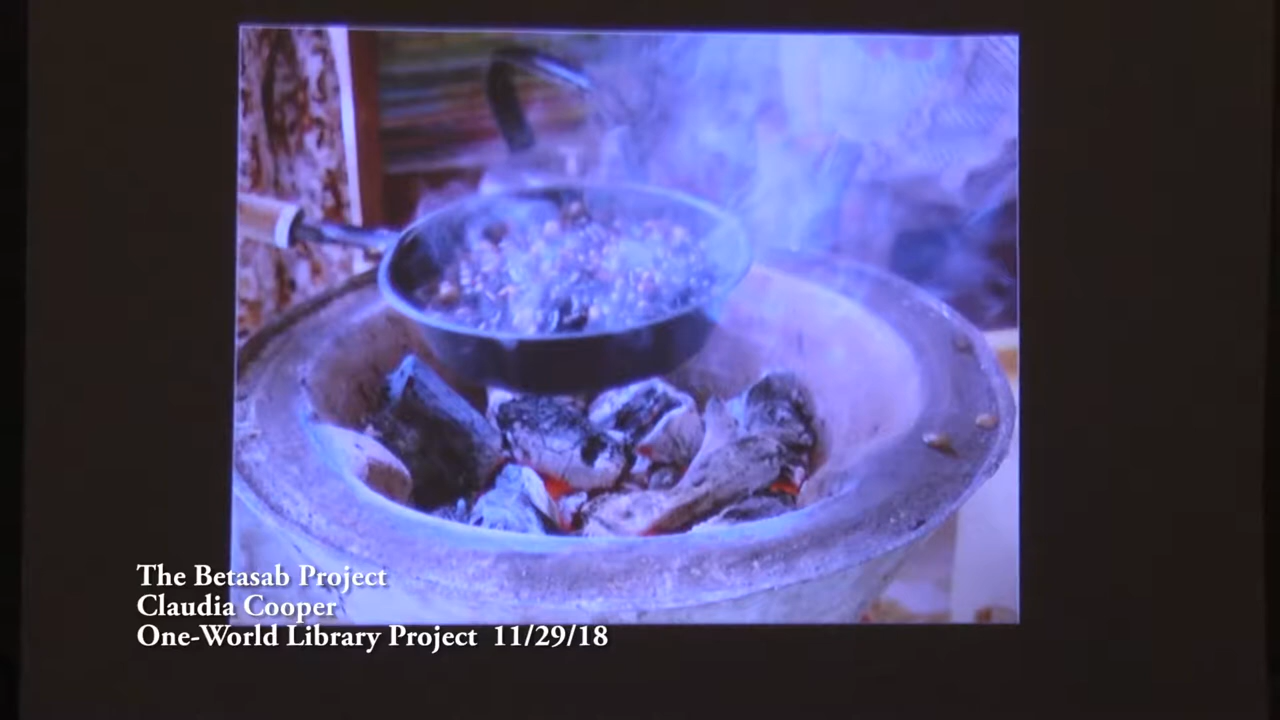 The Betasab Project
Claudia Cooper
One-World Library Project 11/29/18